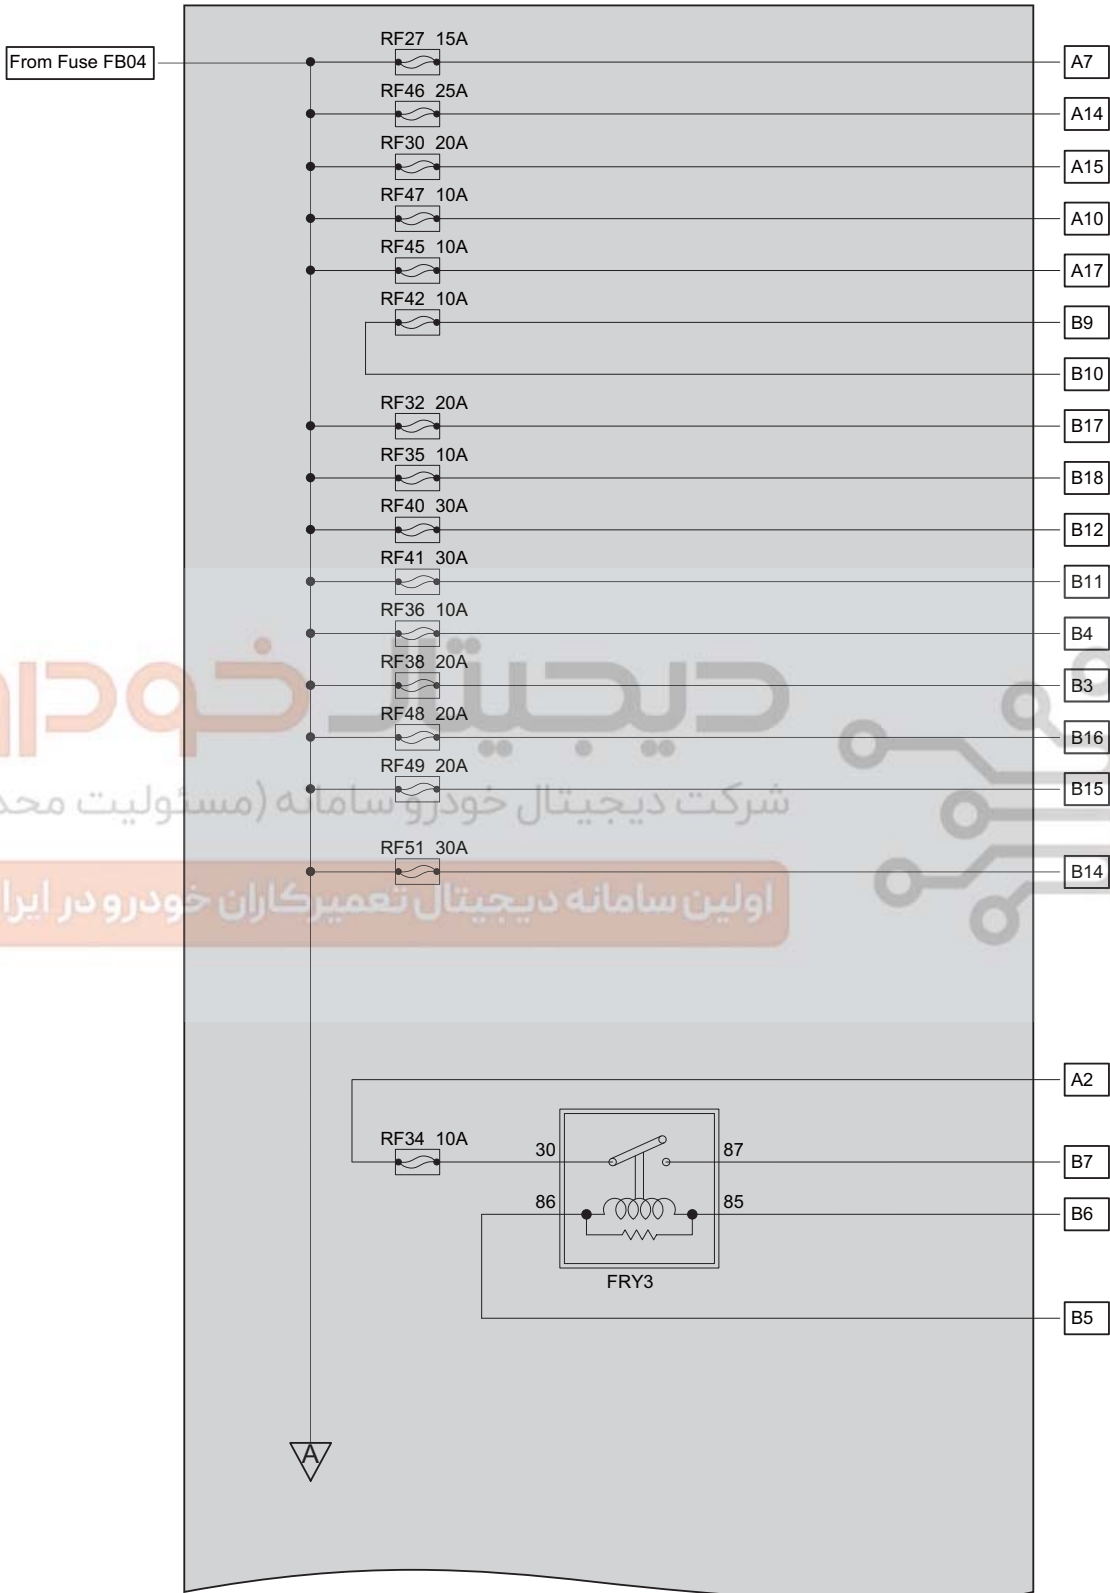 RF27 15A
From Fuse FB04
A7
RF46 25A
A14
RF30 20A
A15
RF47 10A
A10
RF45 10A
A17
RF42 10A
B9
B10
RF32 20A
B17
RF35 10A
B18
RF40 30A
B12
RF41 30A
B11
RF36 10A
B4
RF38 20A
B3
دیجیتال خودرو
RF48 20A
B16
RF49 20A
B15
شرکت دیجیتال خودرو سامانه (مسئولیت
RF51 30A
B14
اولین سامانه دیجیتال تعمیرکاران خودرو در
A2
RF34 10A
30
87
B7
86
85
B6
FRY3
B5
A